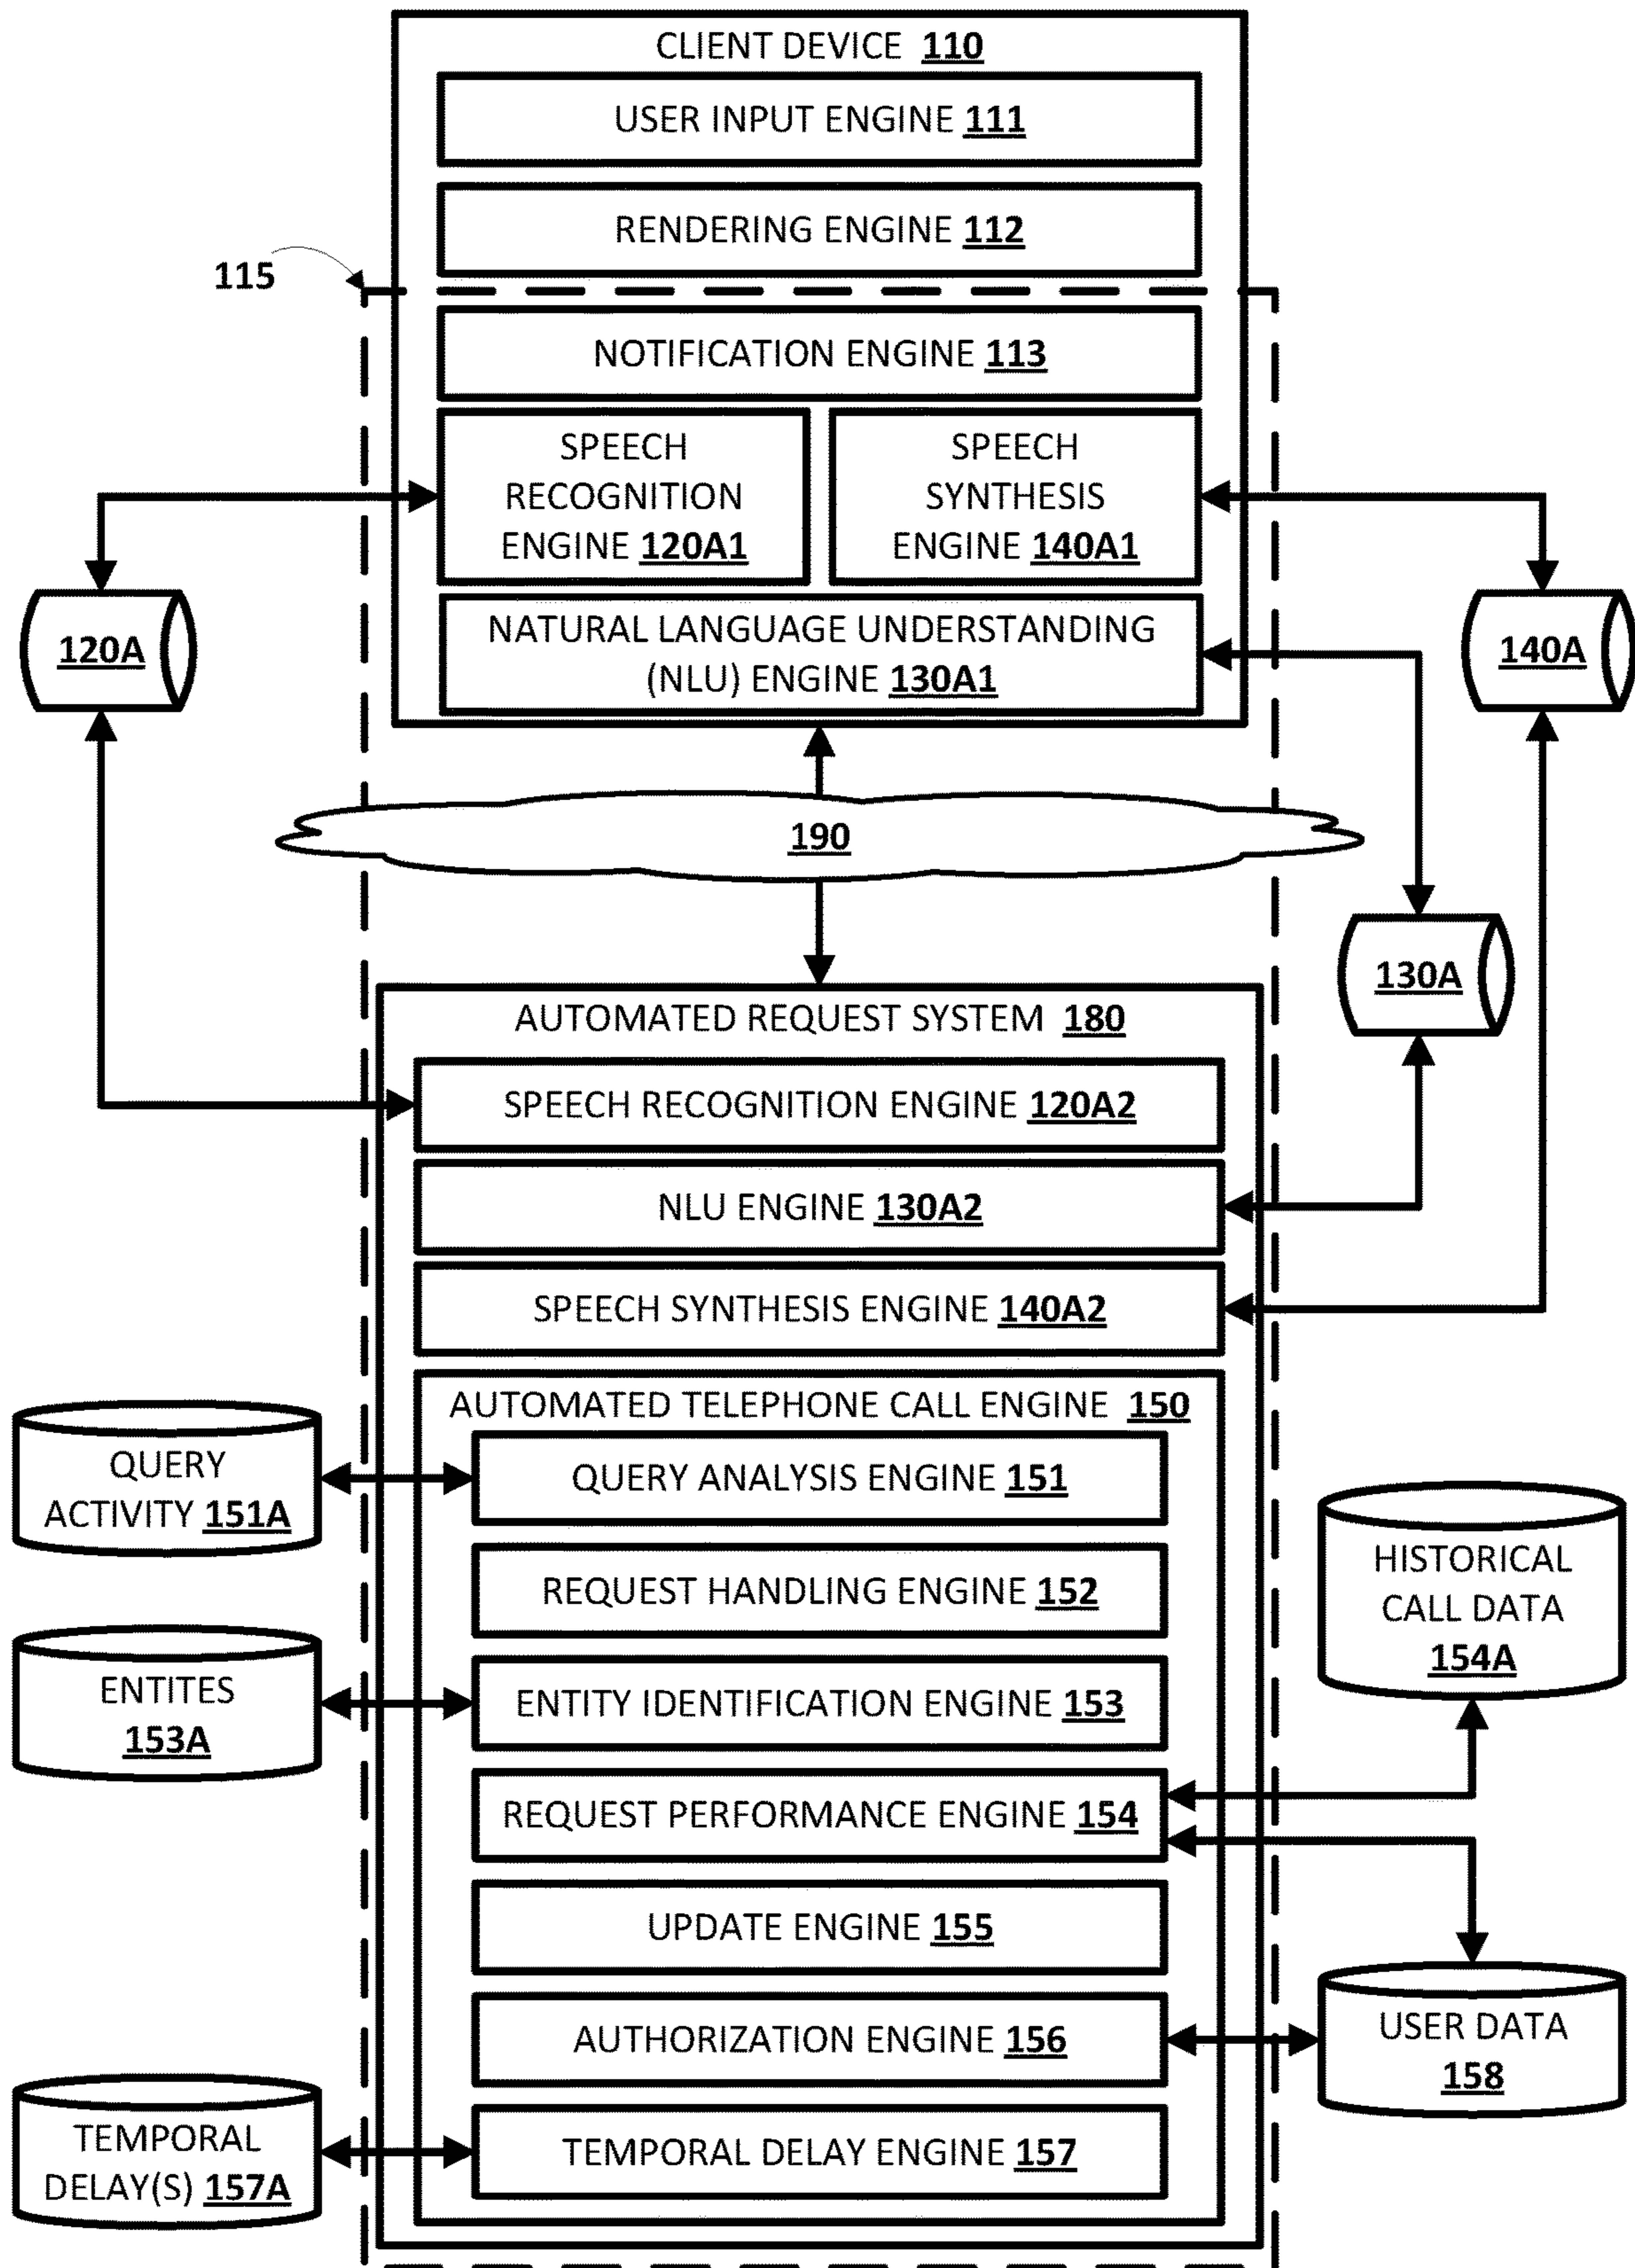 CLIENT DEVICE 110
USER INPUT ENGINE 111
RENDERING ENGINE 112
115
NOTIFICATION ENGINE 113
SPEECH
RECOGNITION
ENGINE 120A1
SPEECH
SYNTHESIS
ENGINE 140A1
120A
NATURAL LANGUAGE UNDERSTANDING
(NLU) ENGINE 130A1
140A
190
130A
AUTOMATED REQUEST SYSTEM 180
SPEECH RECOGNITION ENGINE 120A2
NLU ENGINE 130A2
SPEECH SYNTHESIS ENGINE 140A2
AUTOMATED TELEPHONE CALL ENGINE 150
QUERY
ACTIVITY 151A
QUERY ANALYSIS ENGINE 151
REQUEST HANDLING ENGINE 152
HISTORICAL
CALL DATA
154A
ENTITES
153A
ENTITY IDENTIFICATION ENGINE 153
REQUEST PERFORMANCE ENGINE 154
UPDATE ENGINE 155
AUTHORIZATION ENGINE 156
USER DATA
158
TEMPORAL
DELAY(S) 157A
TEMPORAL DELAY ENGINE 157